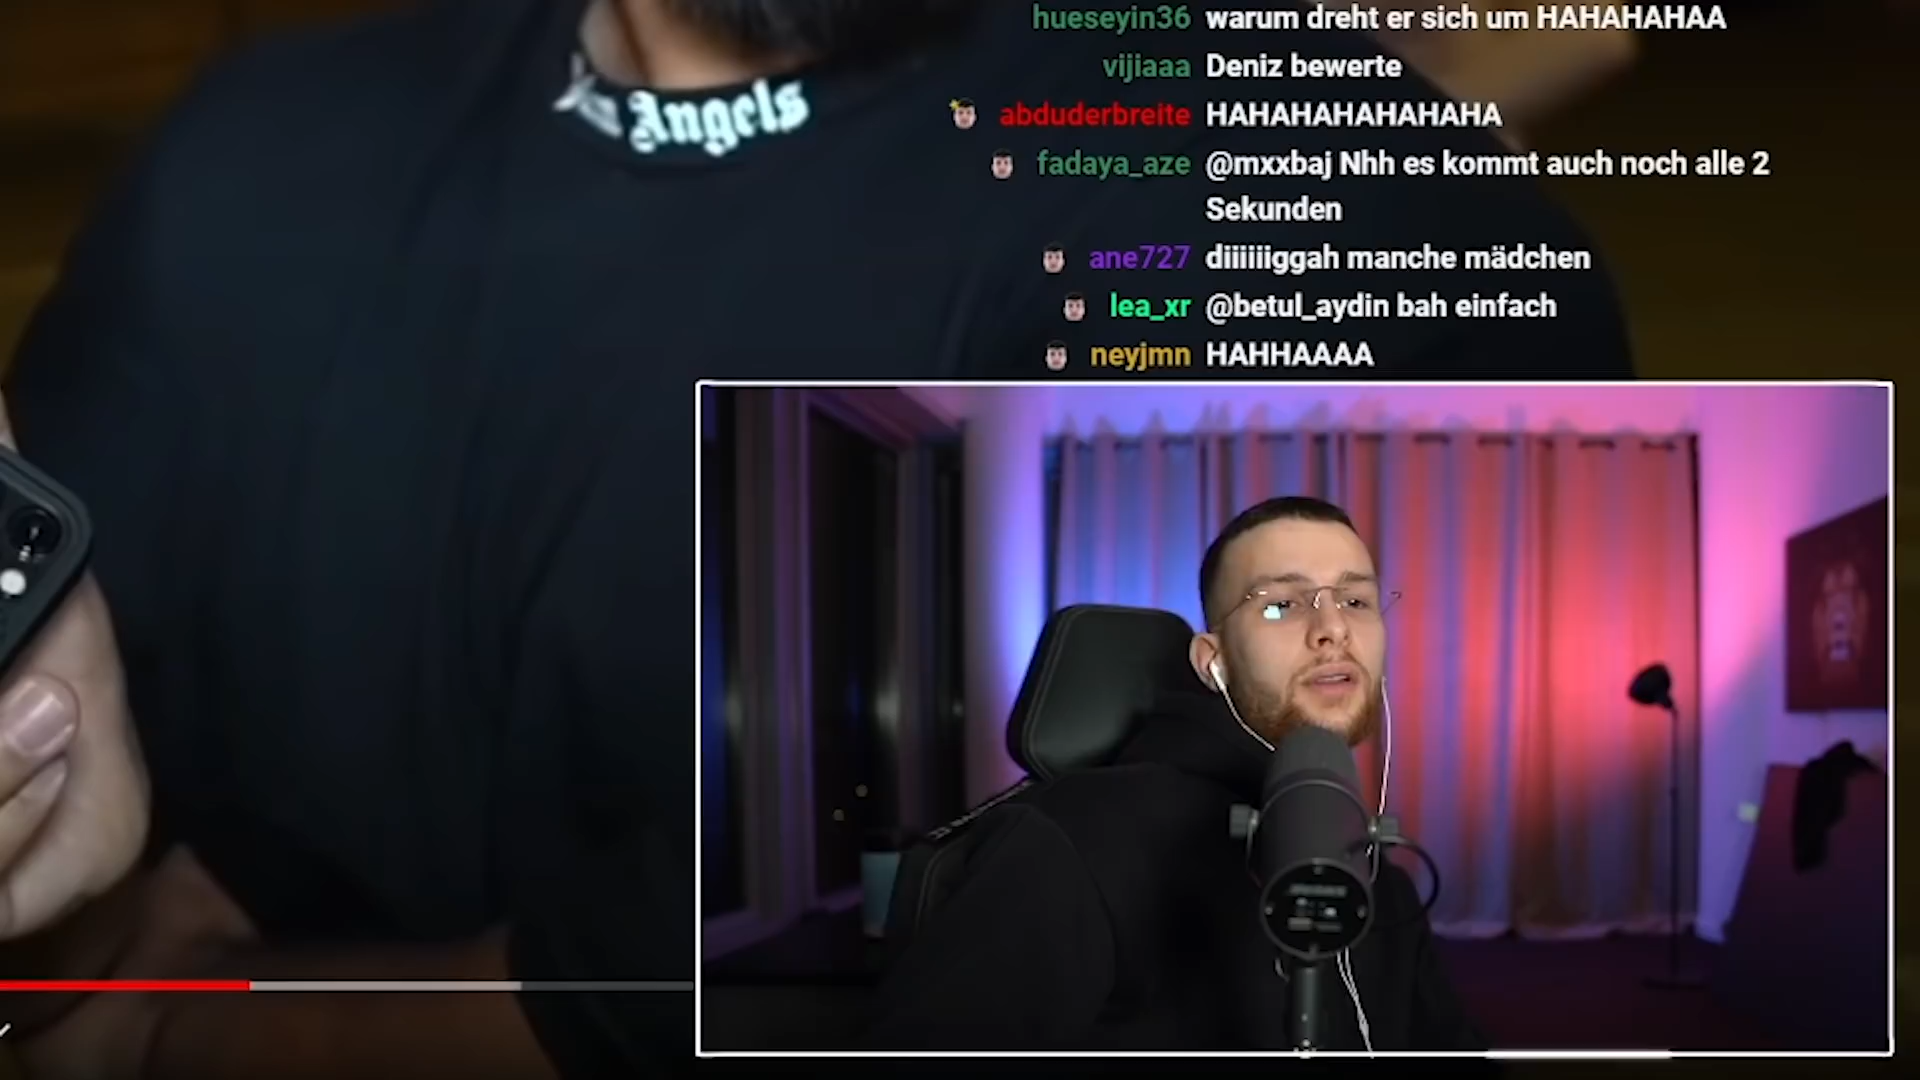 hueseyin36 warum dreht er sich um HAHAHAHAA
vijiaaa Deniz bewerte
abduderbreite HAHAHAHAHAHAHA
fadaya_aze @mxxbaj Nhh es kommt auch noch alle 2
Sekunden
ane727 diiiiiiggah manche mädchen
lea_xr @betul_aydin bah einfach
neyjmn HAHHAAAA
Angels